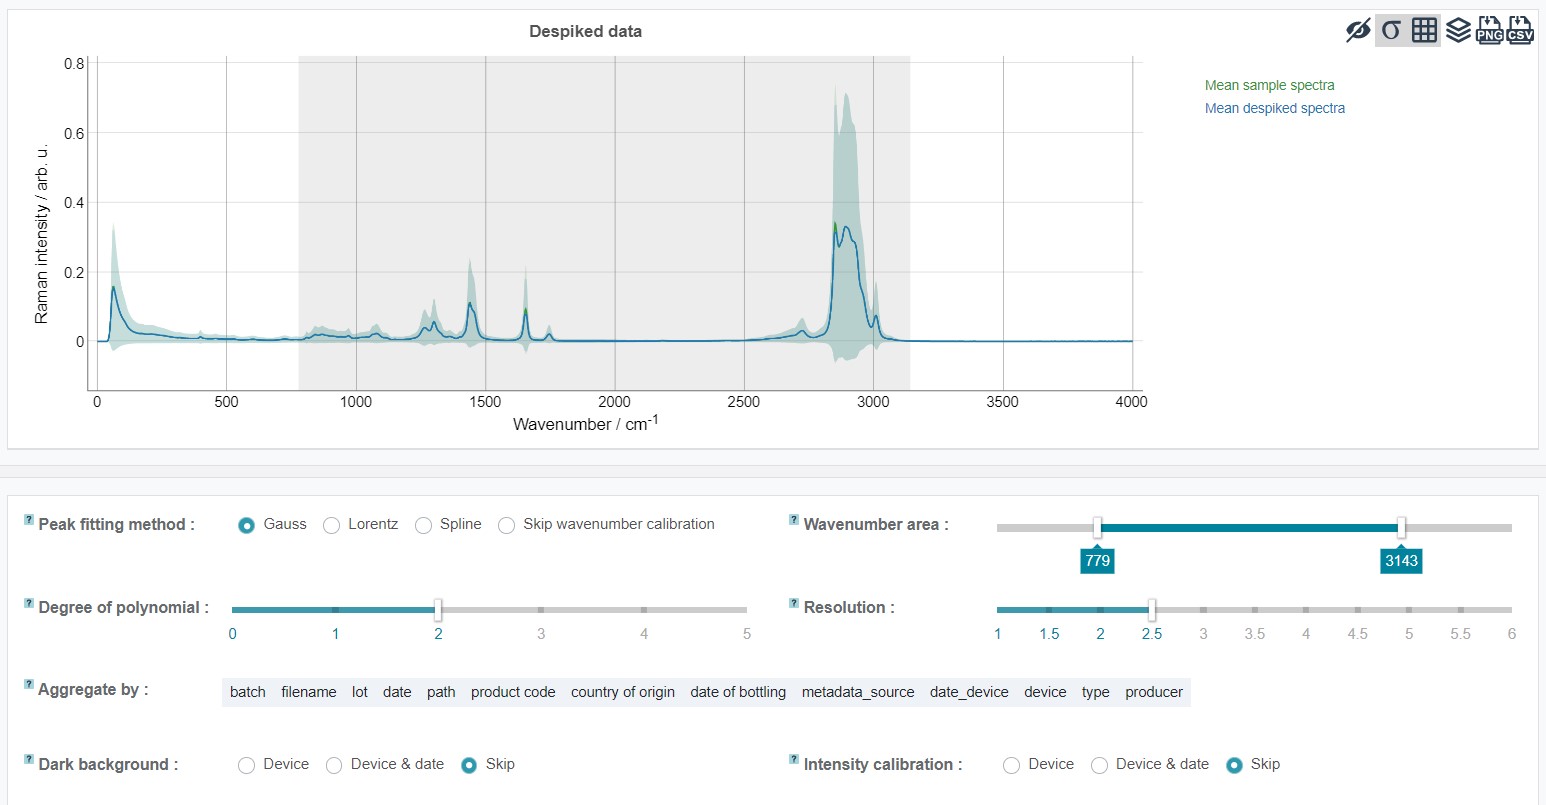 Despiked data
σ
PNG CSV
Mean sample spectra
Mean despiked spectra
0.8
0.6
0.4
0.2
0
Raman intensity / arb. u.
0 500 1000 1500 2000 2500 3000 3500 4000
Wavenumber / cm-1
? Peak fitting method : Gauss Lorentz Spline Skip wavenumber calibration
? Wavenumber area :
779 3143
? Degree of polynomial :
0 1 2 3 4 5
? Resolution :
1 1.5 2 2.5 3 3.5 4 4.5 5 5.5 6
? Aggregate by : batch filename lot date path product code country of origin date of bottling metadata_source date_device device type producer
? Dark background : Device Device & date Skip
? Intensity calibration : Device Device & date Skip